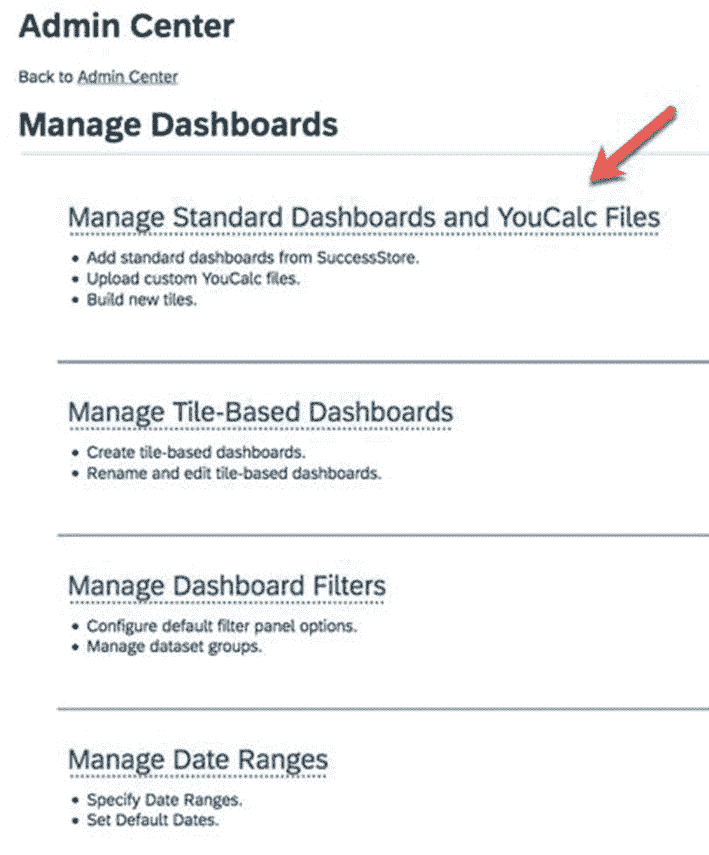 Admin Center
Back to Admin Center
Manage Dashboards
Manage Standard Dashboards and YouCalc Files
• Add standard dashboards from SuccessStore.
• Upload custom YouCalc files.
• Build new tiles.
Manage Tile-Based Dashboards
• Create tile-based dashboards.
• Rename and edit tile-based dashboards.
Manage Dashboard Filters
• Configure default filter panel options.
• Manage dataset groups.
Manage Date Ranges
• Specify Date Ranges.
• Set Default Dates.